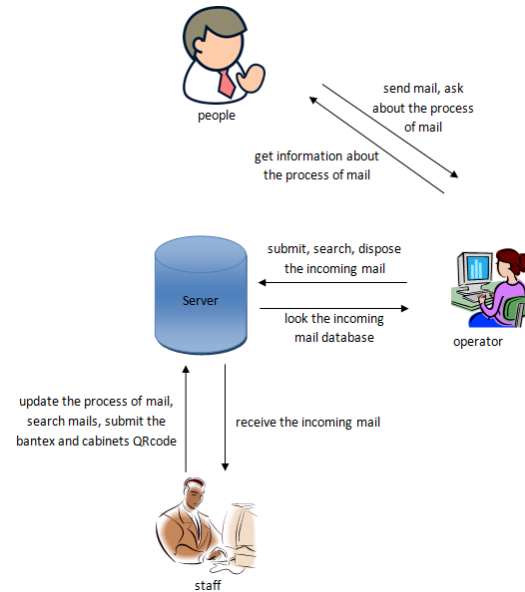 people
send mail, ask
about the process
of mail
get information about
the process of mail
submit, search, dispose
the incoming mail
Server
look the incoming
mail database
operator
update the process of mail,
search mails, submit the
bantex and cabinets QRcode
receive the incoming mail
staff